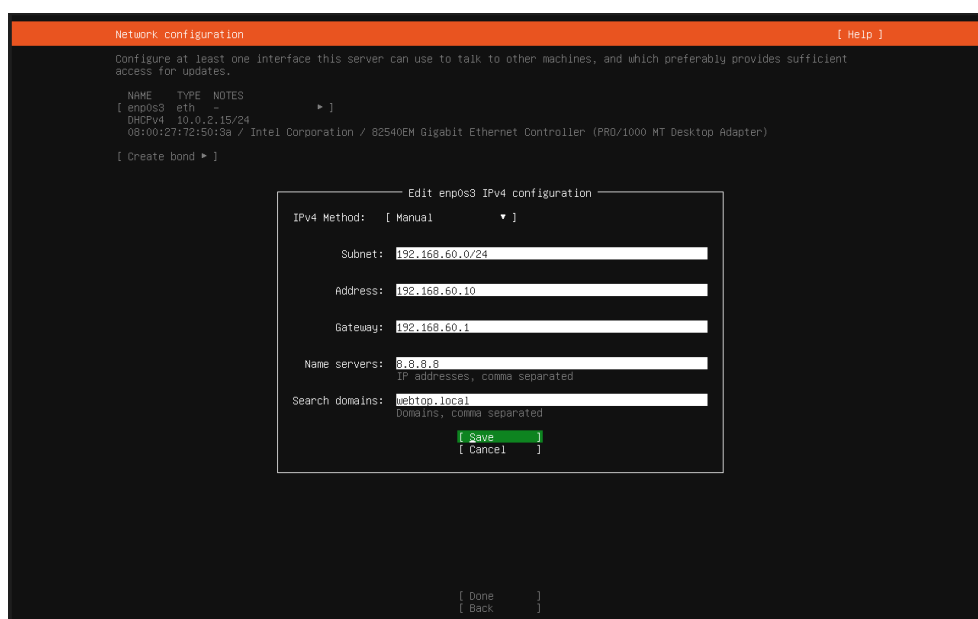 Network configuration [ Help ]
Configure at least one interface this server can use to talk to other machines, and which preferably provides sufficient
access for updates.
NAME TYPE NOTES
[ enp0s3 eth - ▸ ]
DHCPv4 10.0.2.15/24
08:00:27:72:50:3a / Intel Corporation / 82540EM Gigabit Ethernet Controller (PRO/1000 MT Desktop Adapter)
[ Create bond ▸ ]
Edit enp0s3 IPv4 configuration
IPv4 Method: [ Manual ▾ ]
Subnet: 192.168.60.0/24
Address: 192.168.60.10
Gateway: 192.168.60.1
Name servers: 8.8.8.8
IP addresses, comma separated
Search domains: webtop.local
Domains, comma separated
[ Save ]
[ Cancel ]
[ Done ]
[ Back ]